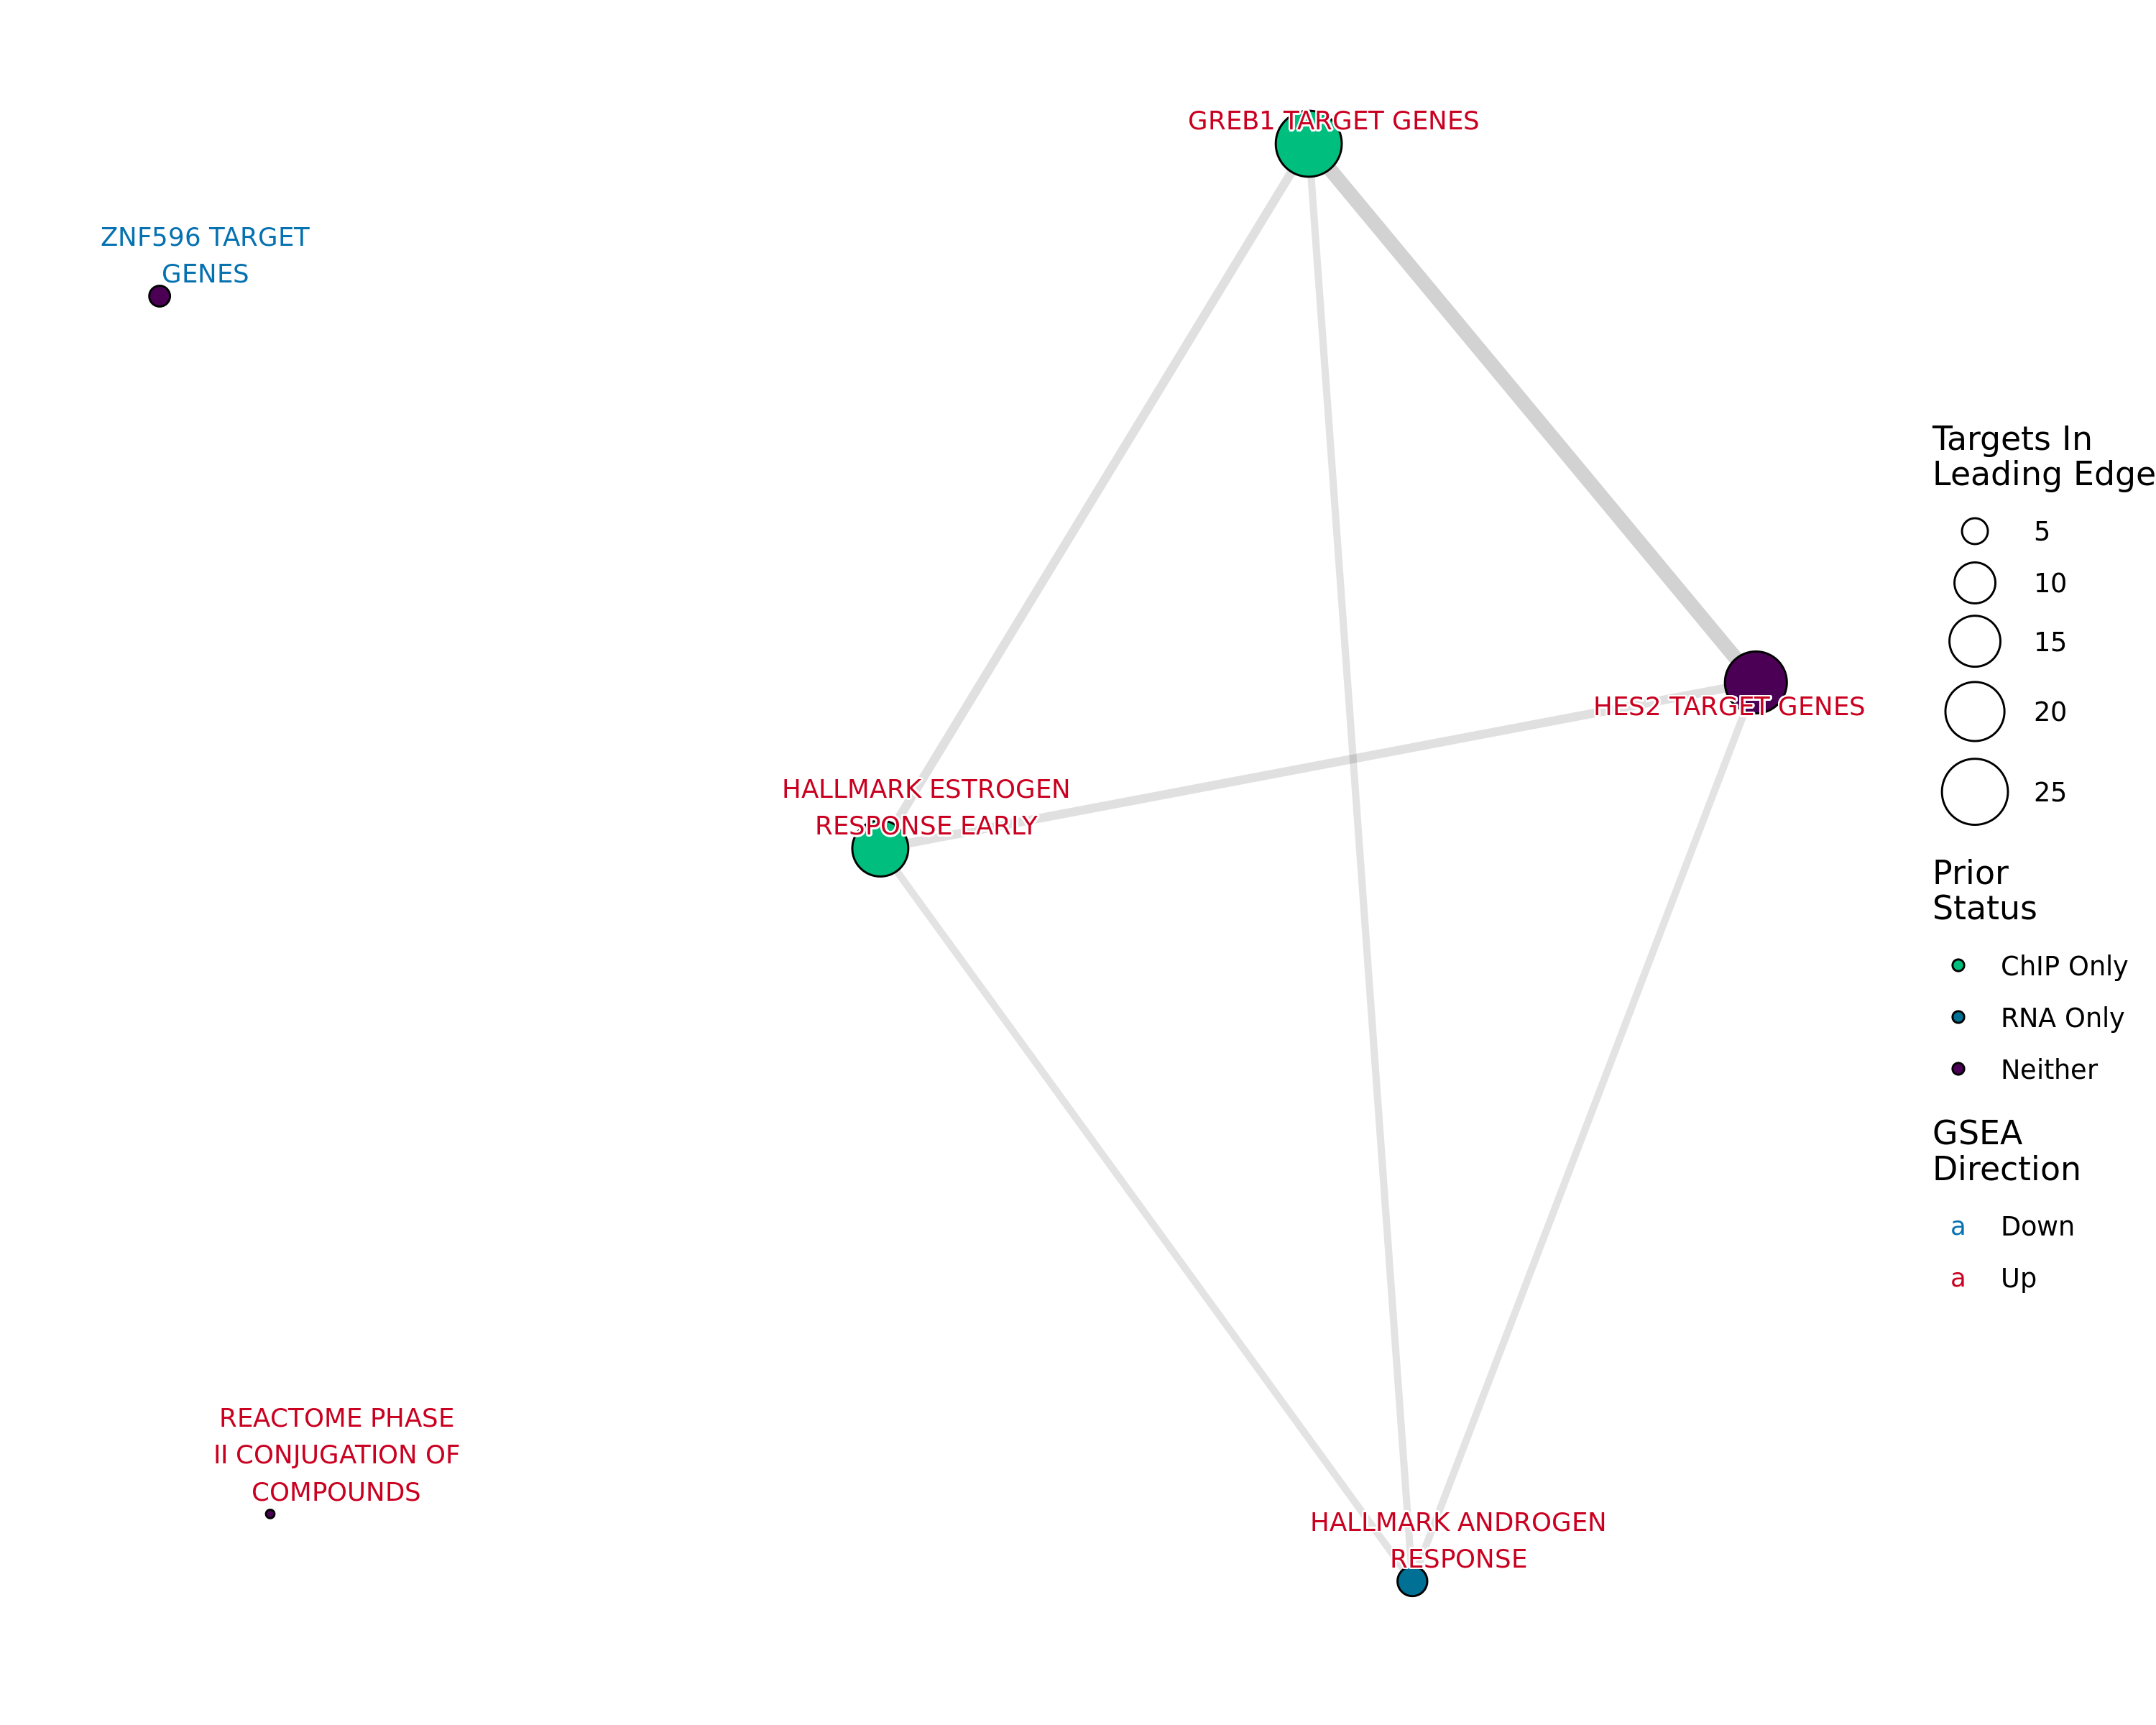 GREB1 TARGET GENES
ZNF596 TARGET
GENES
HES2 TARGET GENES
HALLMARK ESTROGEN
RESPONSE EARLY
REACTOME PHASE
II CONJUGATION OF
COMPOUNDS
HALLMARK ANDROGEN
RESPONSE
Targets In
Leading Edge
5
10
15
20
25
Prior
Status
ChIP Only
RNA Only
Neither
GSEA
Direction
a Down
a Up